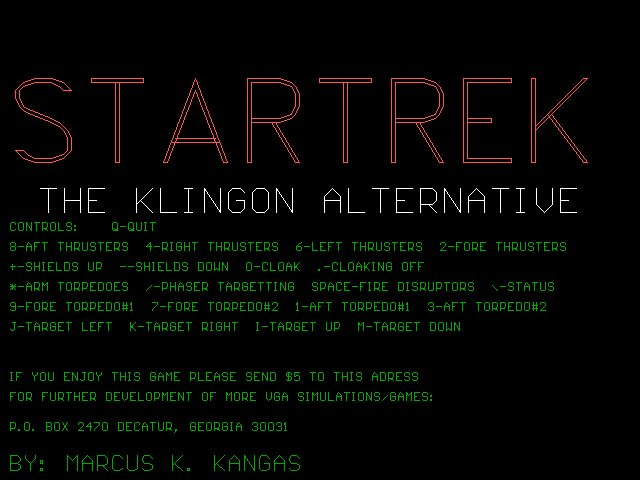 STARTREK
THE KLINGON ALTERNATIVE
CONTROLS: Q-QUIT
8-AFT THRUSTERS 4-RIGHT THRUSTERS 6-LEFT THRUSTERS 2-FORE THRUSTERS
+-SHIELDS UP --SHIELDS DOWN 0-CLOAK .-CLOAKING OFF
*-ARM TORPEDOES /-PHASER TARGETTING SPACE-FIRE DISRUPTORS \-STATUS
9-FORE TORPEDO#1 7-FORE TORPEDO#2 1-AFT TORPEDO#1 3-AFT TORPEDO#2
J-TARGET LEFT K-TARGET RIGHT I-TARGET UP M-TARGET DOWN
IF YOU ENJOY THIS GAME PLEASE SEND $5 TO THIS ADRESS
FOR FURTHER DEVELOPMENT OF MORE VGA SIMULATIONS/GAMES:
P.O. BOX 2470 DECATUR, GEORGIA 30031
BY: MARCUS K. KANGAS